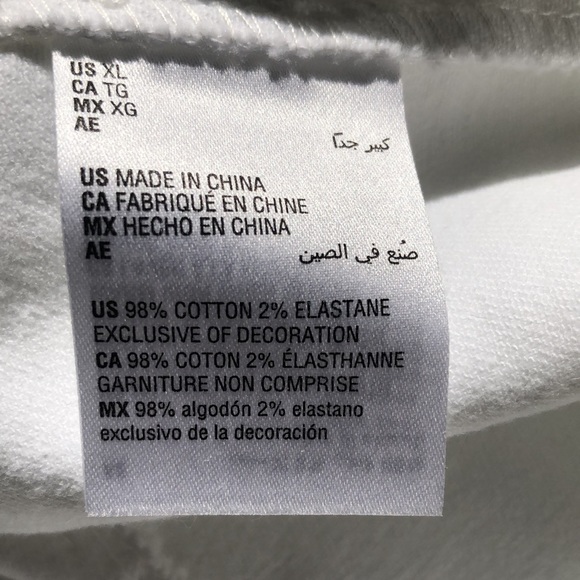 US XL
CA TG
MX XG
AE
كبير جدًا
US MADE IN CHINA
CA FABRIQUÉ EN CHINE
MX HECHO EN CHINA
AE صُنع في الصين
US 98% COTTON 2% ELASTANE
EXCLUSIVE OF DECORATION
CA 98% COTON 2% ÉLASTHANNE
GARNITURE NON COMPRISE
MX 98% algodón 2% elastano
exclusivo de la decoración